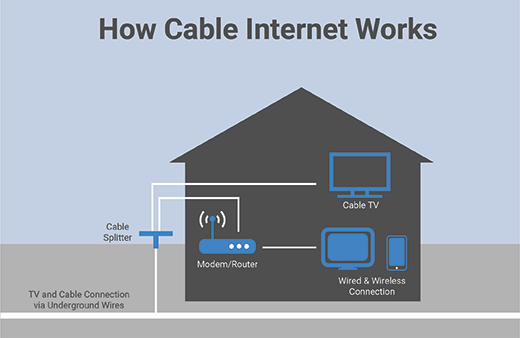 How Cable Internet Works
Cable TV
Cable
Splitter
Modem/Router
Wired & Wireless
Connection
TV and Cable Connection
via Underground Wires